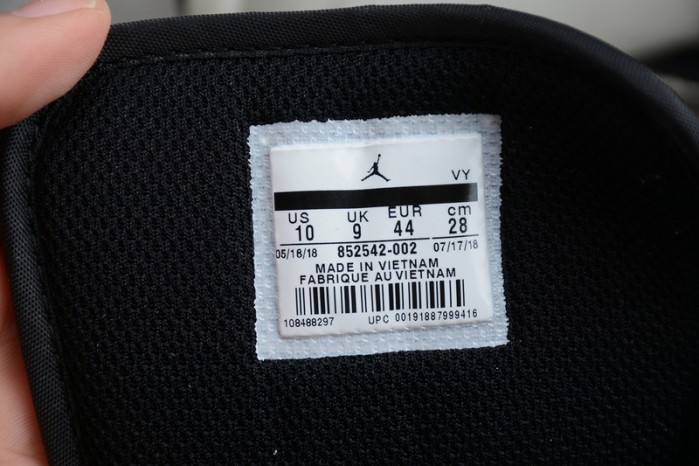 VY
US UK EUR cm
10 9 44 28
05/16/18 852542-002 07/17/18
MADE IN VIETNAM
FABRIQUE AU VIETNAM
108488297 UPC 00191887999416